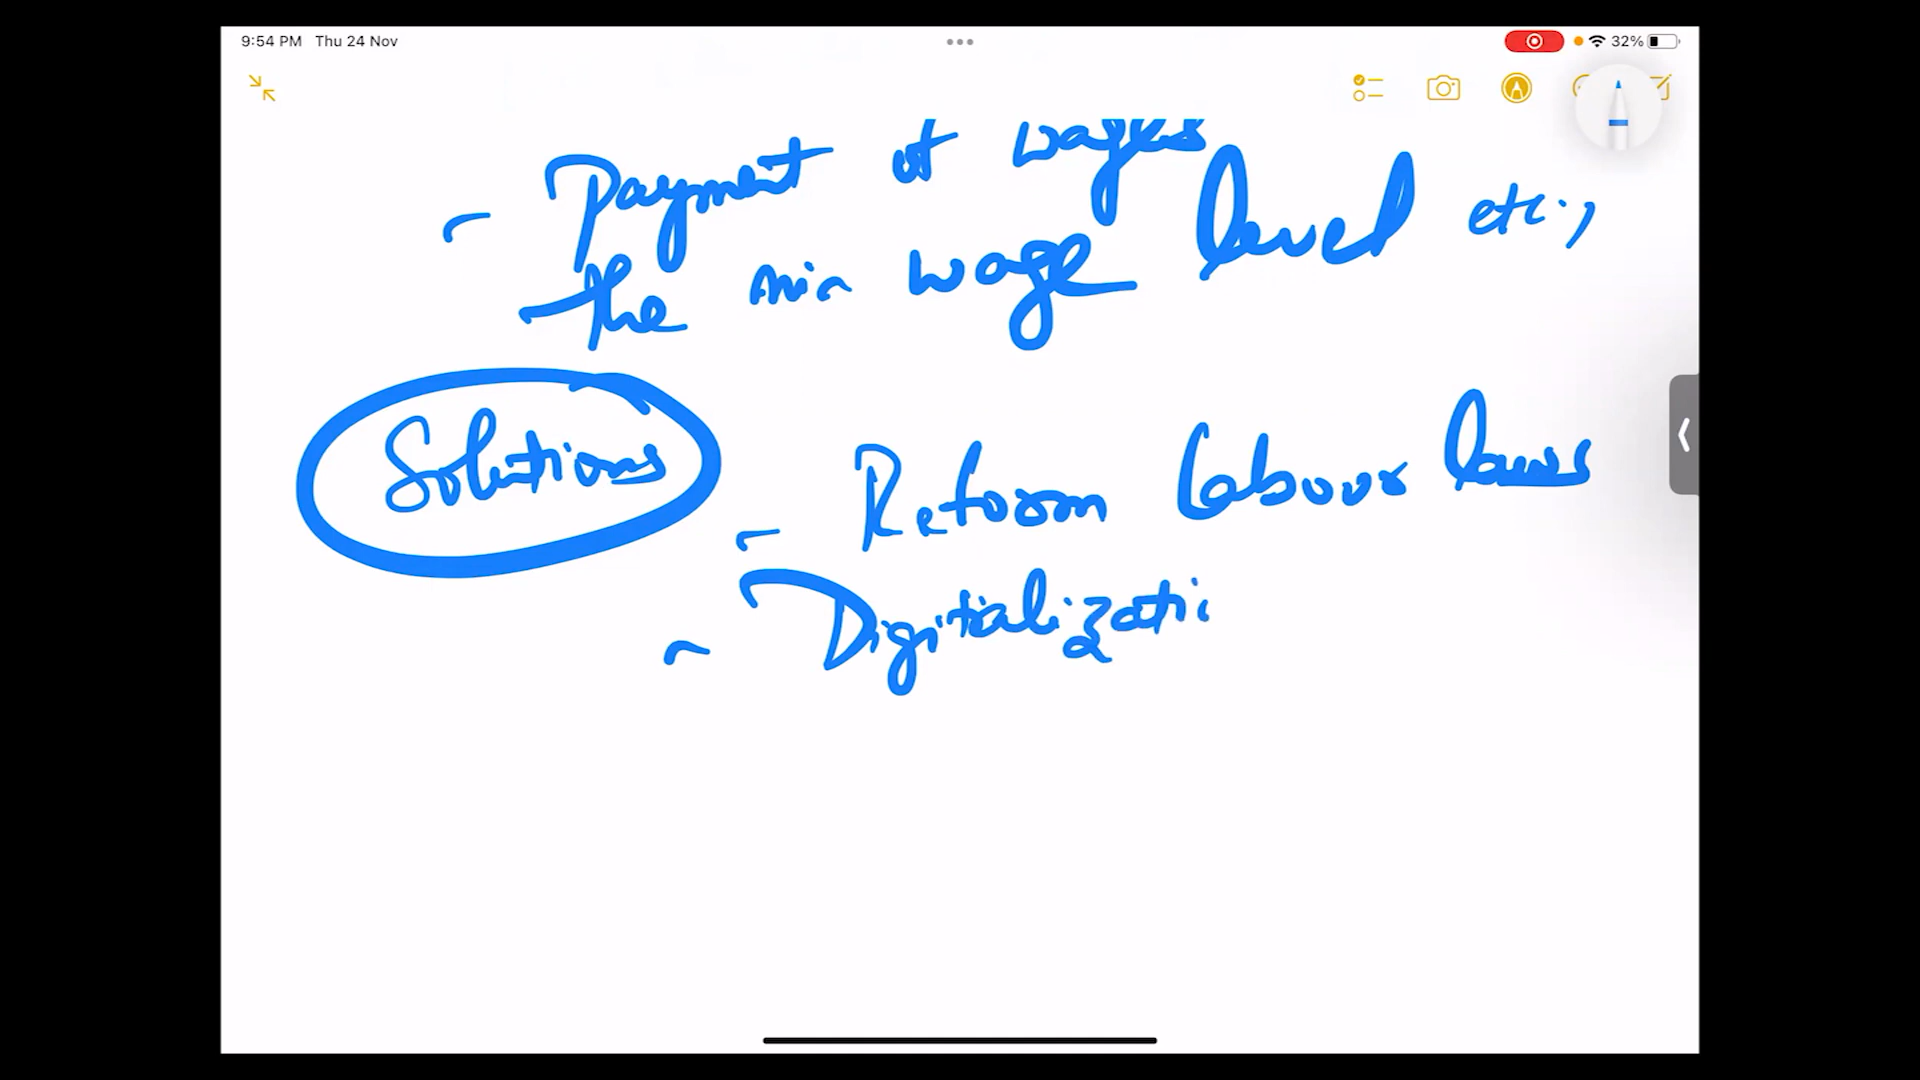 9:54 PM Thu 24 Nov 32%
- Payment of wages
the min wage level etc.,
Solutions
- Reform labour laws
- Digitializati